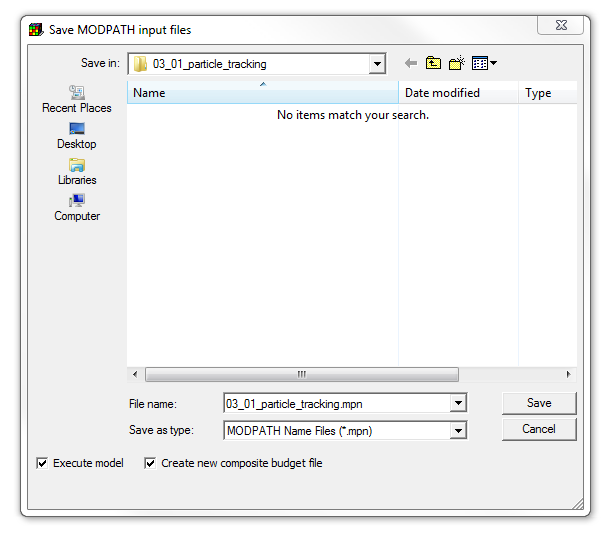 Save MODPATH input files
Save in: 03_01_particle_tracking
Name Date modified Type
No items match your search.
Recent Places
Desktop
Libraries
Computer
File name: 03_01_particle_tracking.mpn Save
Save as type: MODPATH Name Files (*.mpn) Cancel
Execute model Create new composite budget file